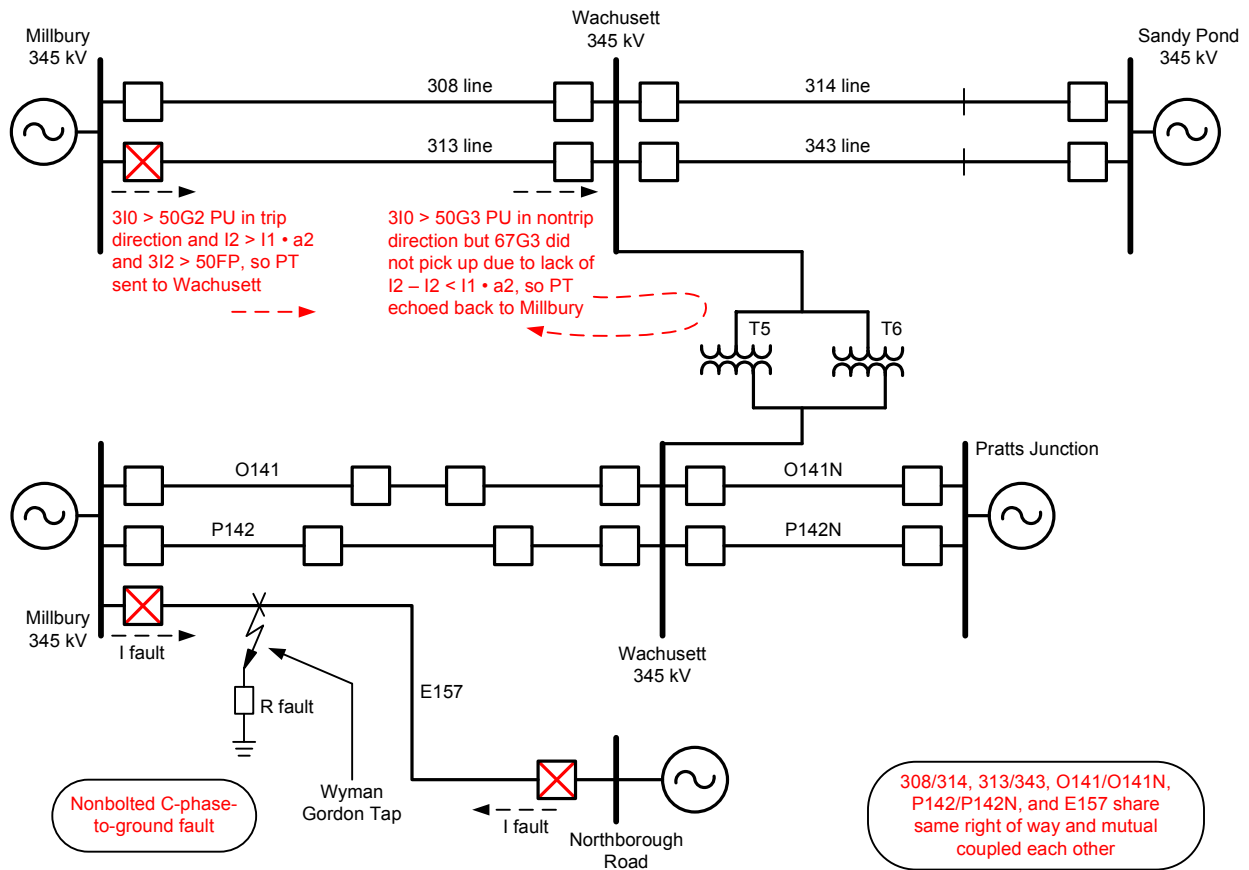 Millbury
345 kV
Wachusett
345 kV
Sandy Pond
345 kV
308 line
314 line
313 line
343 line
3I0 > 50G2 PU in trip
direction and I2 > I1 • a2
and 3I2 > 50FP, so PT
sent to Wachusett
3I0 > 50G3 PU in nontrip
direction but 67G3 did
not pick up due to lack of
I2 – I2 < I1 • a2, so PT
echoed back to Millbury
T5
T6
O141
O141N
Pratts Junction
P142
P142N
Millbury
345 kV
I fault
Wachusett
345 kV
R fault
E157
Wyman
Gordon Tap
I fault
Northborough
Road
Nonbolted C-phase-
to-ground fault
308/314, 313/343, O141/O141N,
P142/P142N, and E157 share
same right of way and mutual
coupled each other